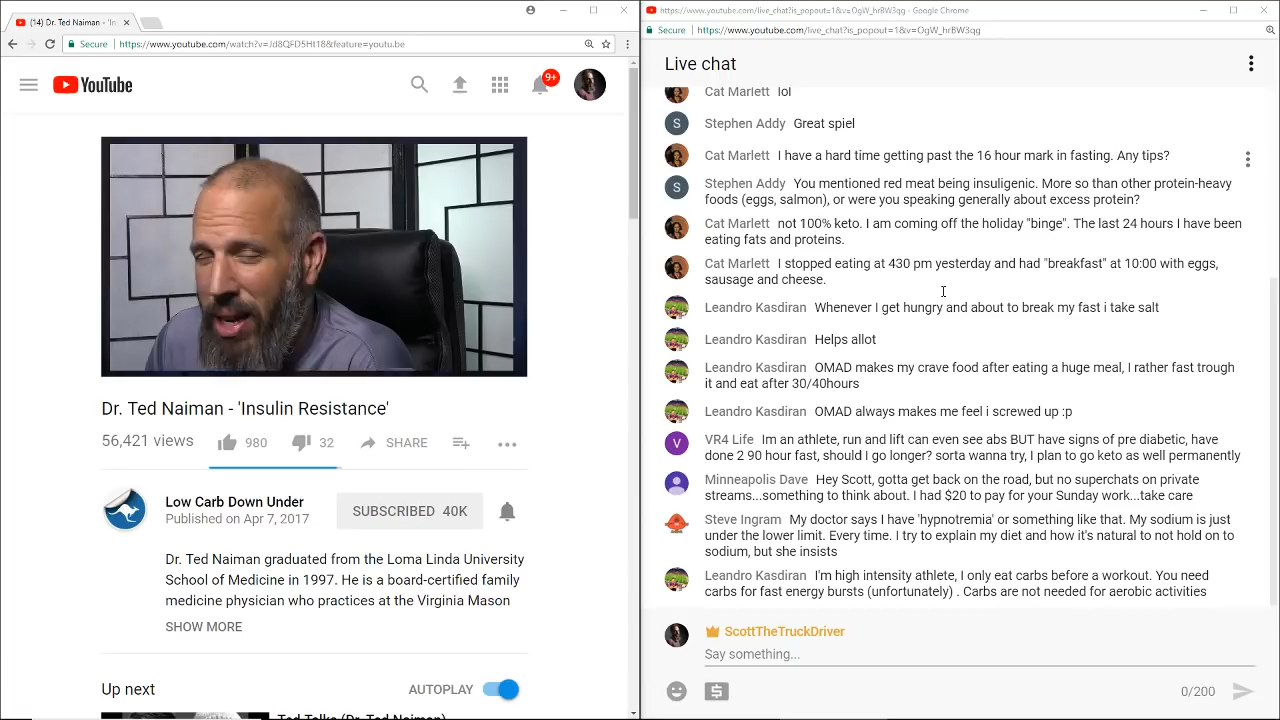 (14) Dr. Ted Naiman - 'In
Secure
https://www.youtube.com/watch?v=Jd8QFD5Ht18&feature=youtu.be
YouTube
9+
Dr. Ted Naiman - 'Insulin Resistance'
56,421 views
980
32
SHARE
Low Carb Down Under
Published on Apr 7, 2017
SUBSCRIBED 40K
Dr. Ted Naiman graduated from the Loma Linda University
School of Medicine in 1997. He is a board-certified family
medicine physician who practices at the Virginia Mason
SHOW MORE
Up next
AUTOPLAY
Ted Talks (Dr. Ted Naiman)
https://www.youtube.com/live_chat?is_popout=1&v=OgW_hrBW3qg - Google Chrome
Secure
https://www.youtube.com/live_chat?is_popout=1&v=OgW_hrBW3qg
Live chat
Cat Marlett lol
S
Stephen Addy Great spiel
Cat Marlett I have a hard time getting past the 16 hour mark in fasting. Any tips?
S
Stephen Addy You mentioned red meat being insuligenic. More so than other protein-heavy
foods (eggs, salmon), or were you speaking generally about excess protein?
Cat Marlett not 100% keto. I am coming off the holiday "binge". The last 24 hours I have been
eating fats and proteins.
Cat Marlett I stopped eating at 430 pm yesterday and had "breakfast" at 10:00 with eggs,
sausage and cheese.
Leandro Kasdiran Whenever I get hungry and about to break my fast i take salt
Leandro Kasdiran Helps allot
Leandro Kasdiran OMAD makes my crave food after eating a huge meal, I rather fast trough
it and eat after 30/40hours
Leandro Kasdiran OMAD always makes me feel i screwed up :p
V
VR4 Life Im an athlete, run and lift can even see abs BUT have signs of pre diabetic, have
done 2 90 hour fast, should I go longer? sorta wanna try, I plan to go keto as well permanently
Minneapolis Dave Hey Scott, gotta get back on the road, but no superchats on private
streams...something to think about. I had $20 to pay for your Sunday work...take care
Steve Ingram My doctor says I have 'hypnotremia' or something like that. My sodium is just
under the lower limit. Every time. I try to explain my diet and how it's natural to not hold on to
sodium, but she insists
Leandro Kasdiran I'm high intensity athlete, I only eat carbs before a workout. You need
carbs for fast energy bursts (unfortunately) . Carbs are not needed for aerobic activities
ScottTheTruckDriver
Say something...
0/200